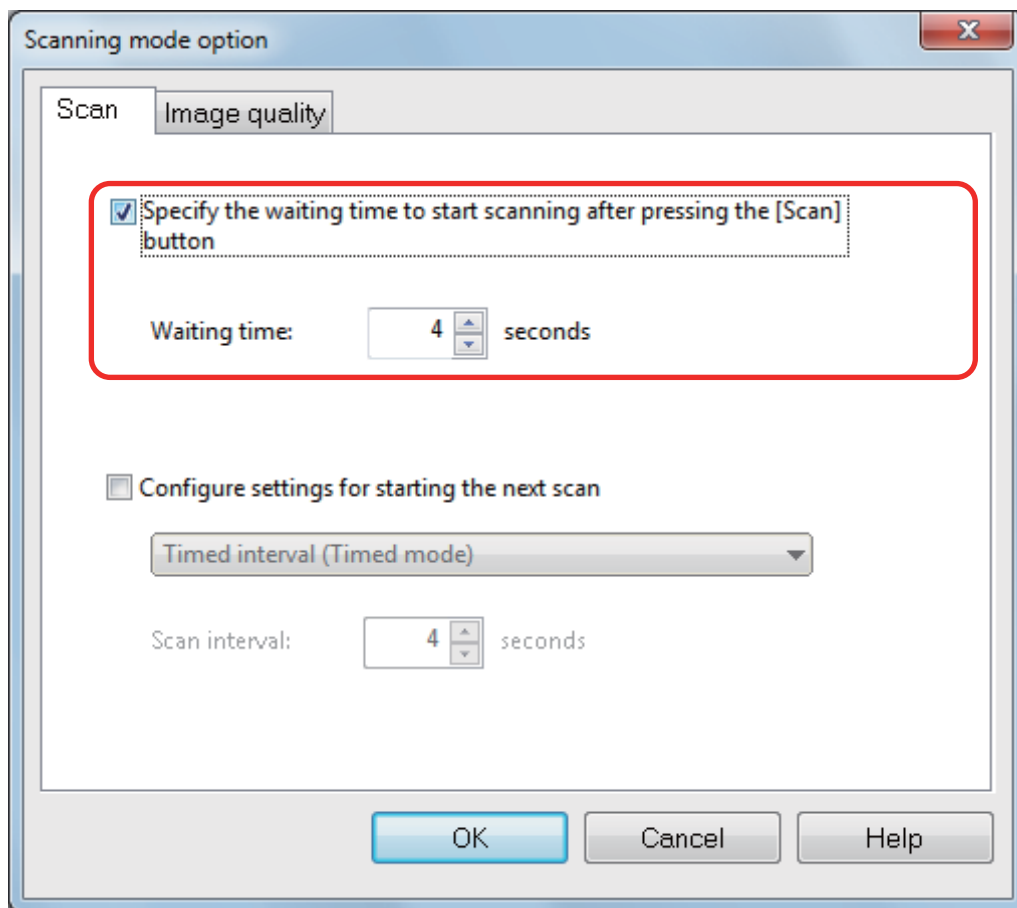 Scanning mode option
Scan
Image quality
Specify the waiting time to start scanning after pressing the [Scan]
button
Waiting time: 4 seconds
Configure settings for starting the next scan
Timed interval (Timed mode)
Scan interval: 4 seconds
OK Cancel Help